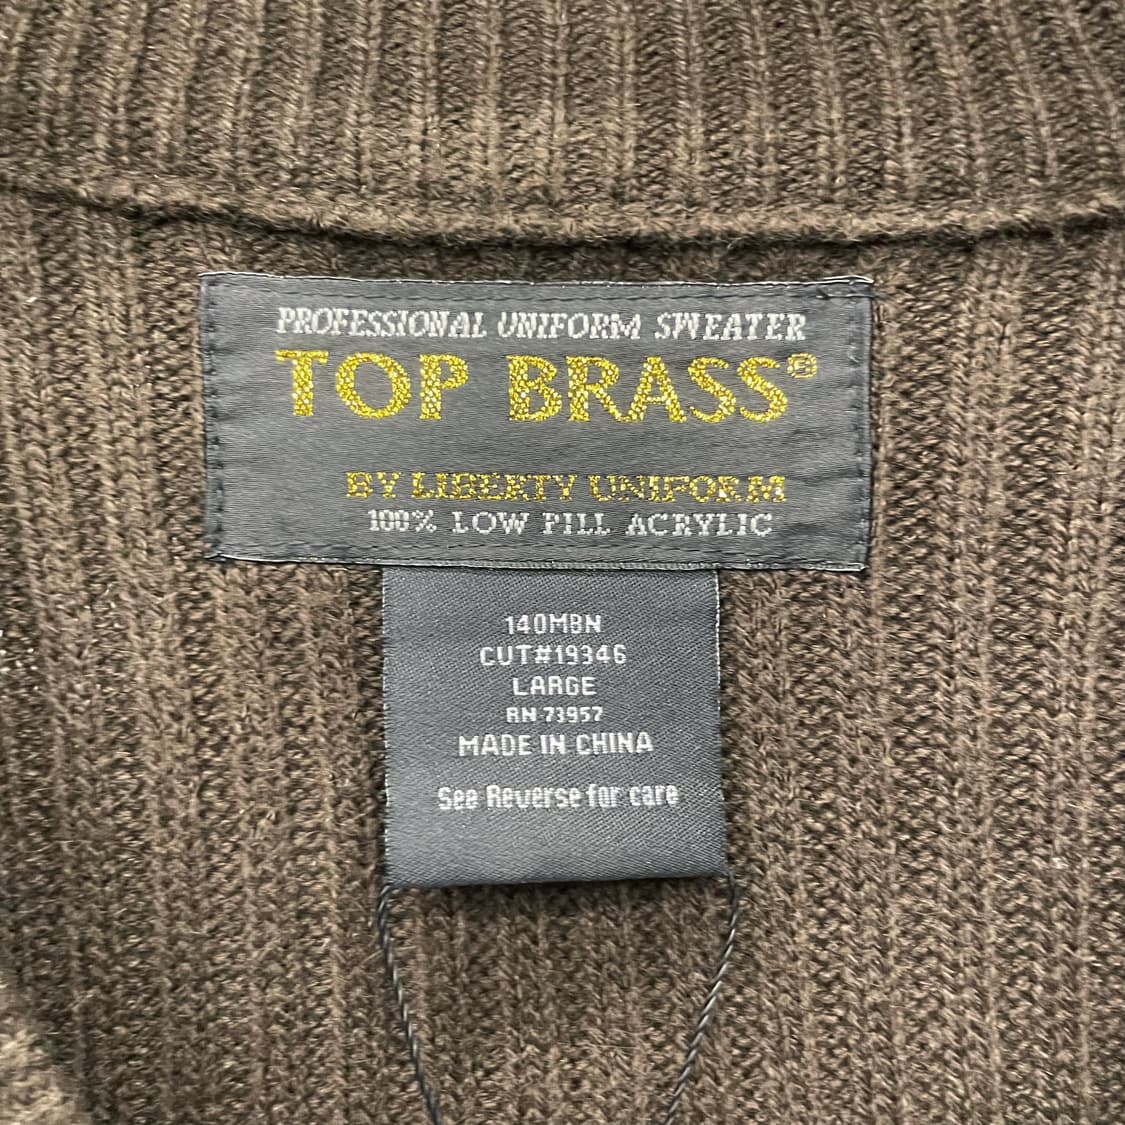 PROFESSIONAL UNIFORM SWEATER
TOP BRASS®
BY LIBERTY UNIFORM
100% LOW PILL ACRYLIC
140MBN
CUT#19346
LARGE
RN 73957
MADE IN CHINA
See Reverse for care